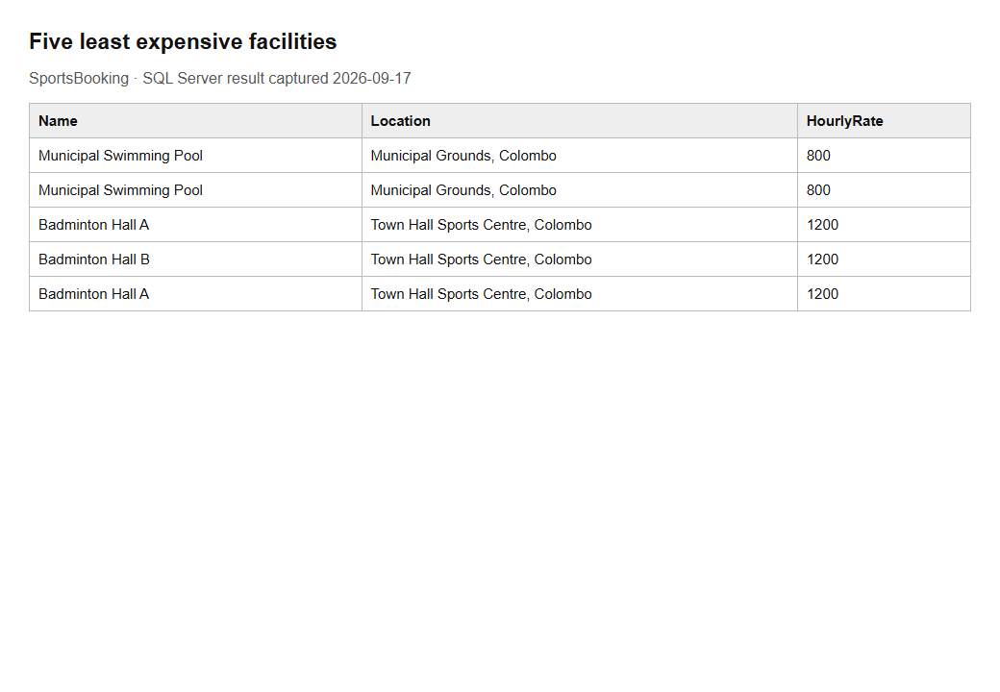 Five least expensive facilities
SportsBooking · SQL Server result captured 2026-09-17
Name Location HourlyRate
Municipal Swimming Pool Municipal Grounds, Colombo 800
Municipal Swimming Pool Municipal Grounds, Colombo 800
Badminton Hall A Town Hall Sports Centre, Colombo 1200
Badminton Hall B Town Hall Sports Centre, Colombo 1200
Badminton Hall A Town Hall Sports Centre, Colombo 1200